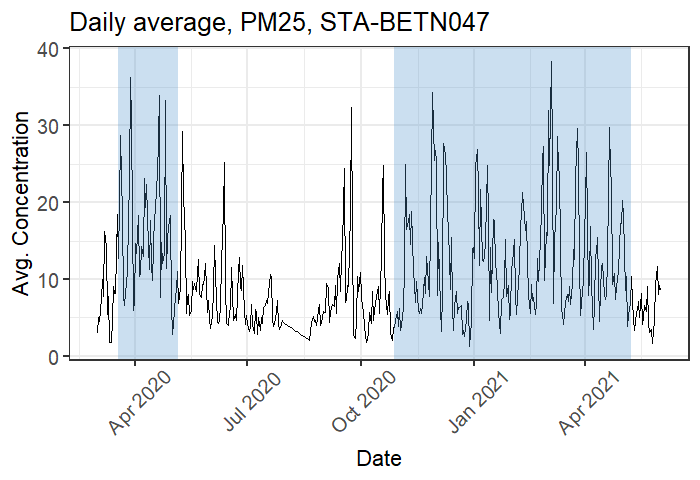 Daily average, PM25, STA-BETN047
Avg. Concentration
40
30
20
10
0
Apr 2020
Jul 2020
Oct 2020
Jan 2021
Apr 2021
Date